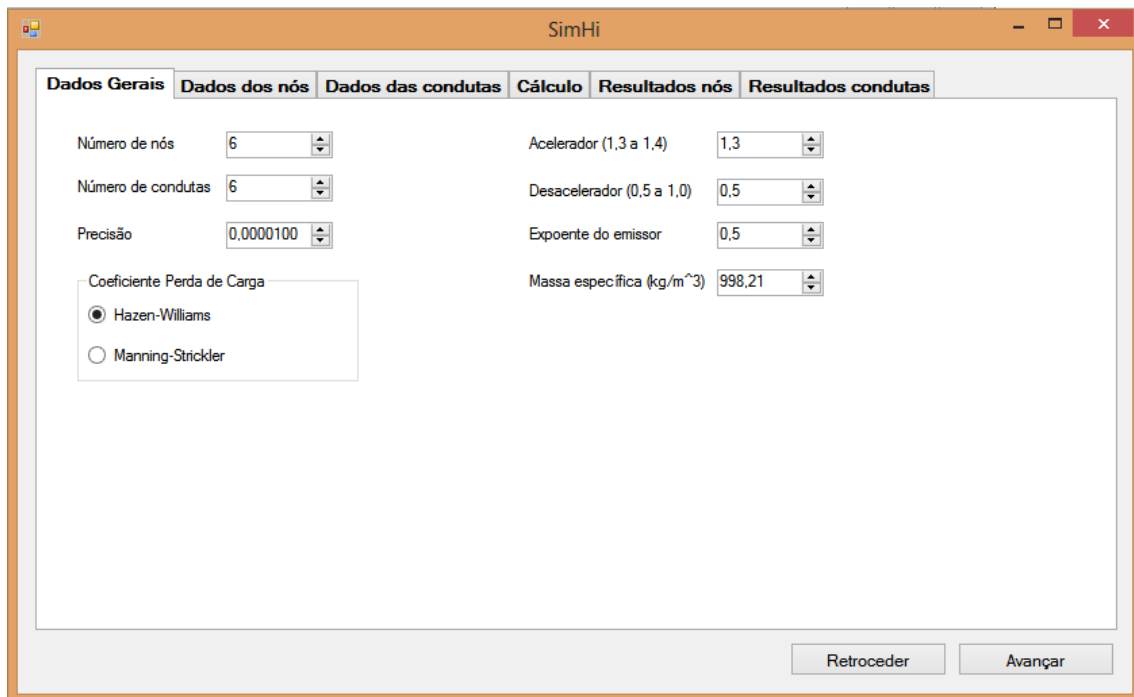 SimHi
Dados Gerais Dados dos nós Dados das condutas Cálculo Resultados nós Resultados condutas
Número de nós 6 Acelerador (1,3 a 1,4) 1,3
Número de condutas 6 Desacelerador (0,5 a 1,0) 0,5
Precisão 0,0000100 Expoente do emissor 0,5
Coeficiente Perda de Carga Massa específica (kg/m^3) 998,21
Hazen-Williams
Manning-Strickler
Retroceder Avançar